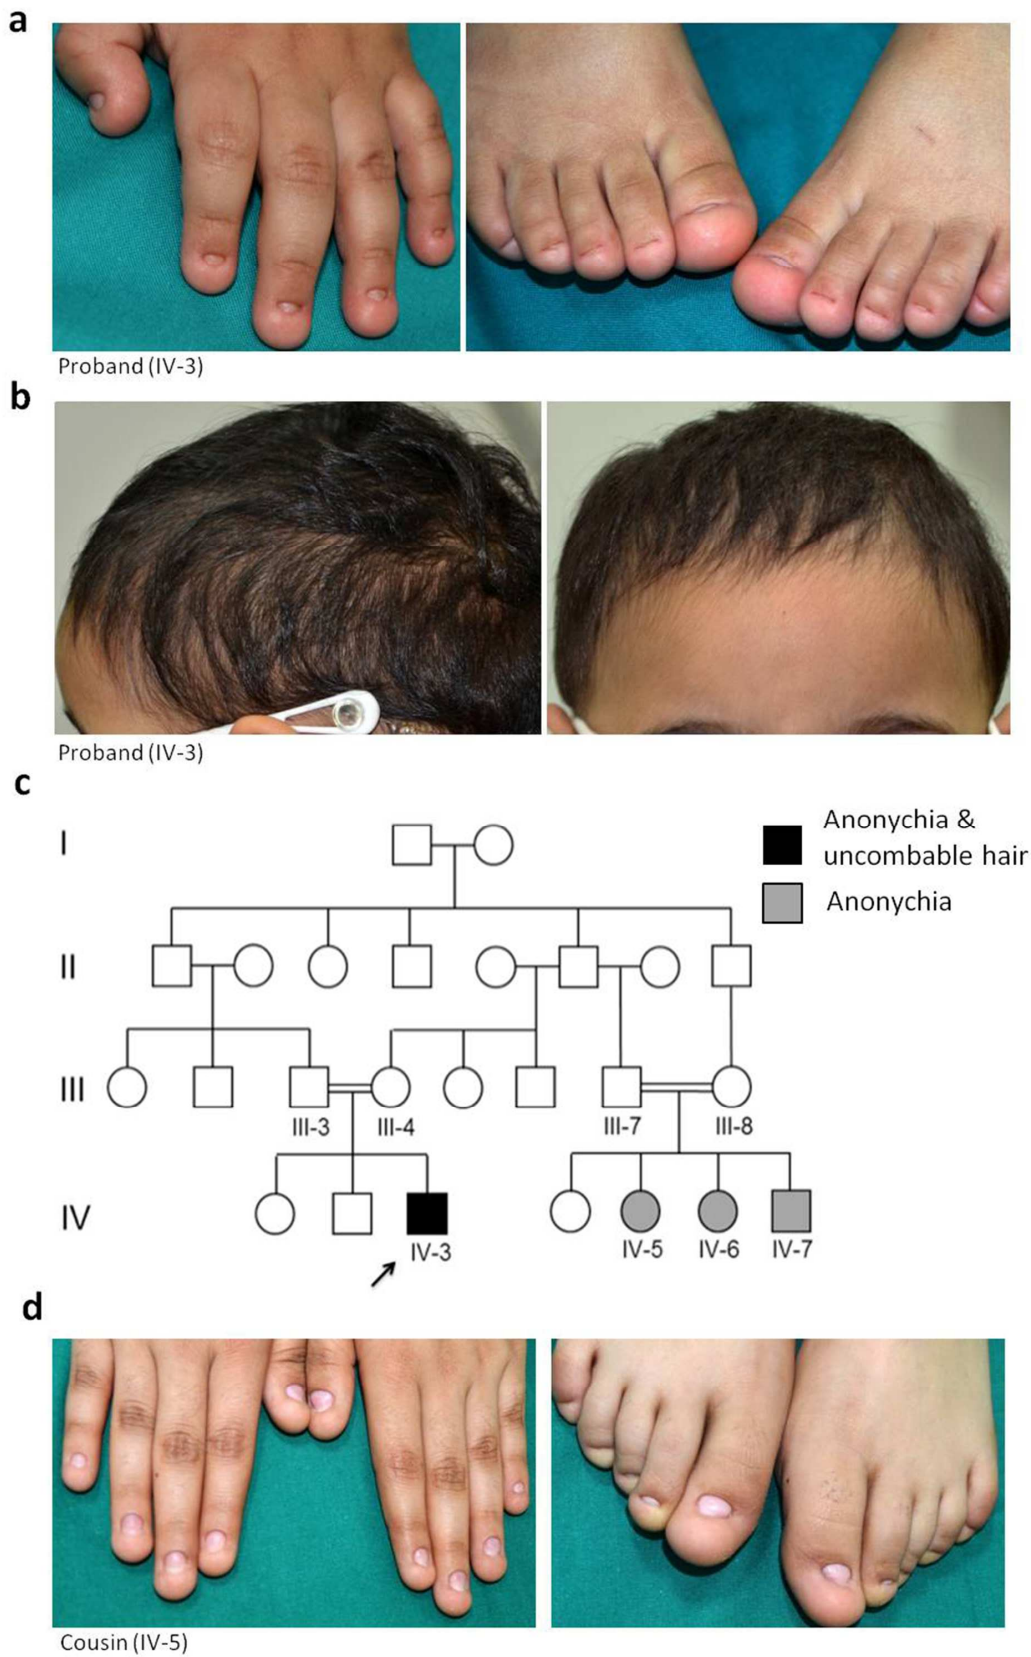 a
Proband (IV-3)
b
Proband (IV-3)
c
Anonychia &
uncombable hair
Anonychia
I
II
III
III-3 III-4 III-7 III-8
IV
IV-3 IV-5 IV-6 IV-7
d
Cousin (IV-5)